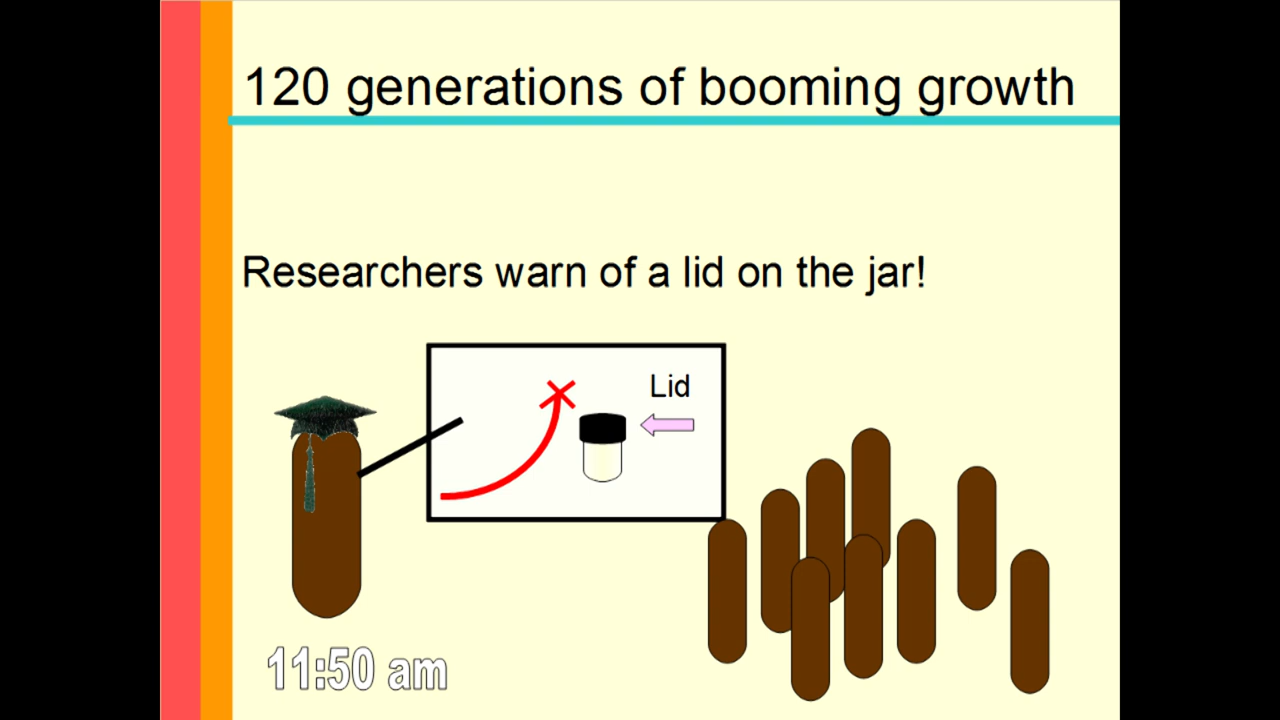 120 generations of booming growth
Researchers warn of a lid on the jar!
Lid
11:50 am